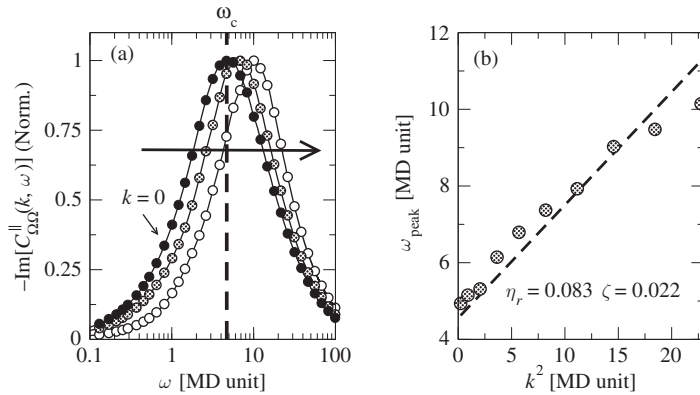 ω_c
(a)
1
0.75
0.5
0.25
0
k = 0
0.1 1 10 100
ω [MD unit]
−Im[C^∥_ΩΩ(k, ω)] (Norm.)
(b)
12
10
8
6
4
η_r = 0.083 ζ = 0.022
0 5 10 15 20
k² [MD unit]
ω_peak [MD unit]